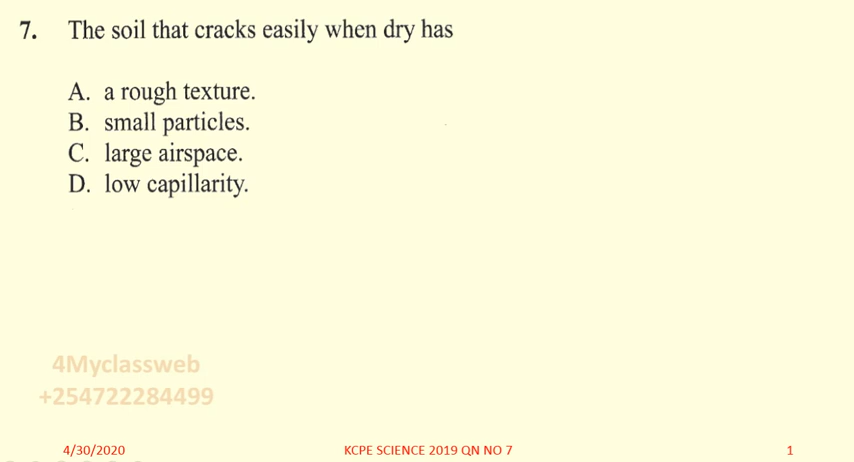 7. The soil that cracks easily when dry has
A. a rough texture.
B. small particles.
C. large airspace.
D. low capillarity.
4Myclassweb
+254722284499
4/30/2020 KCPE SCIENCE 2019 QN NO 7 1